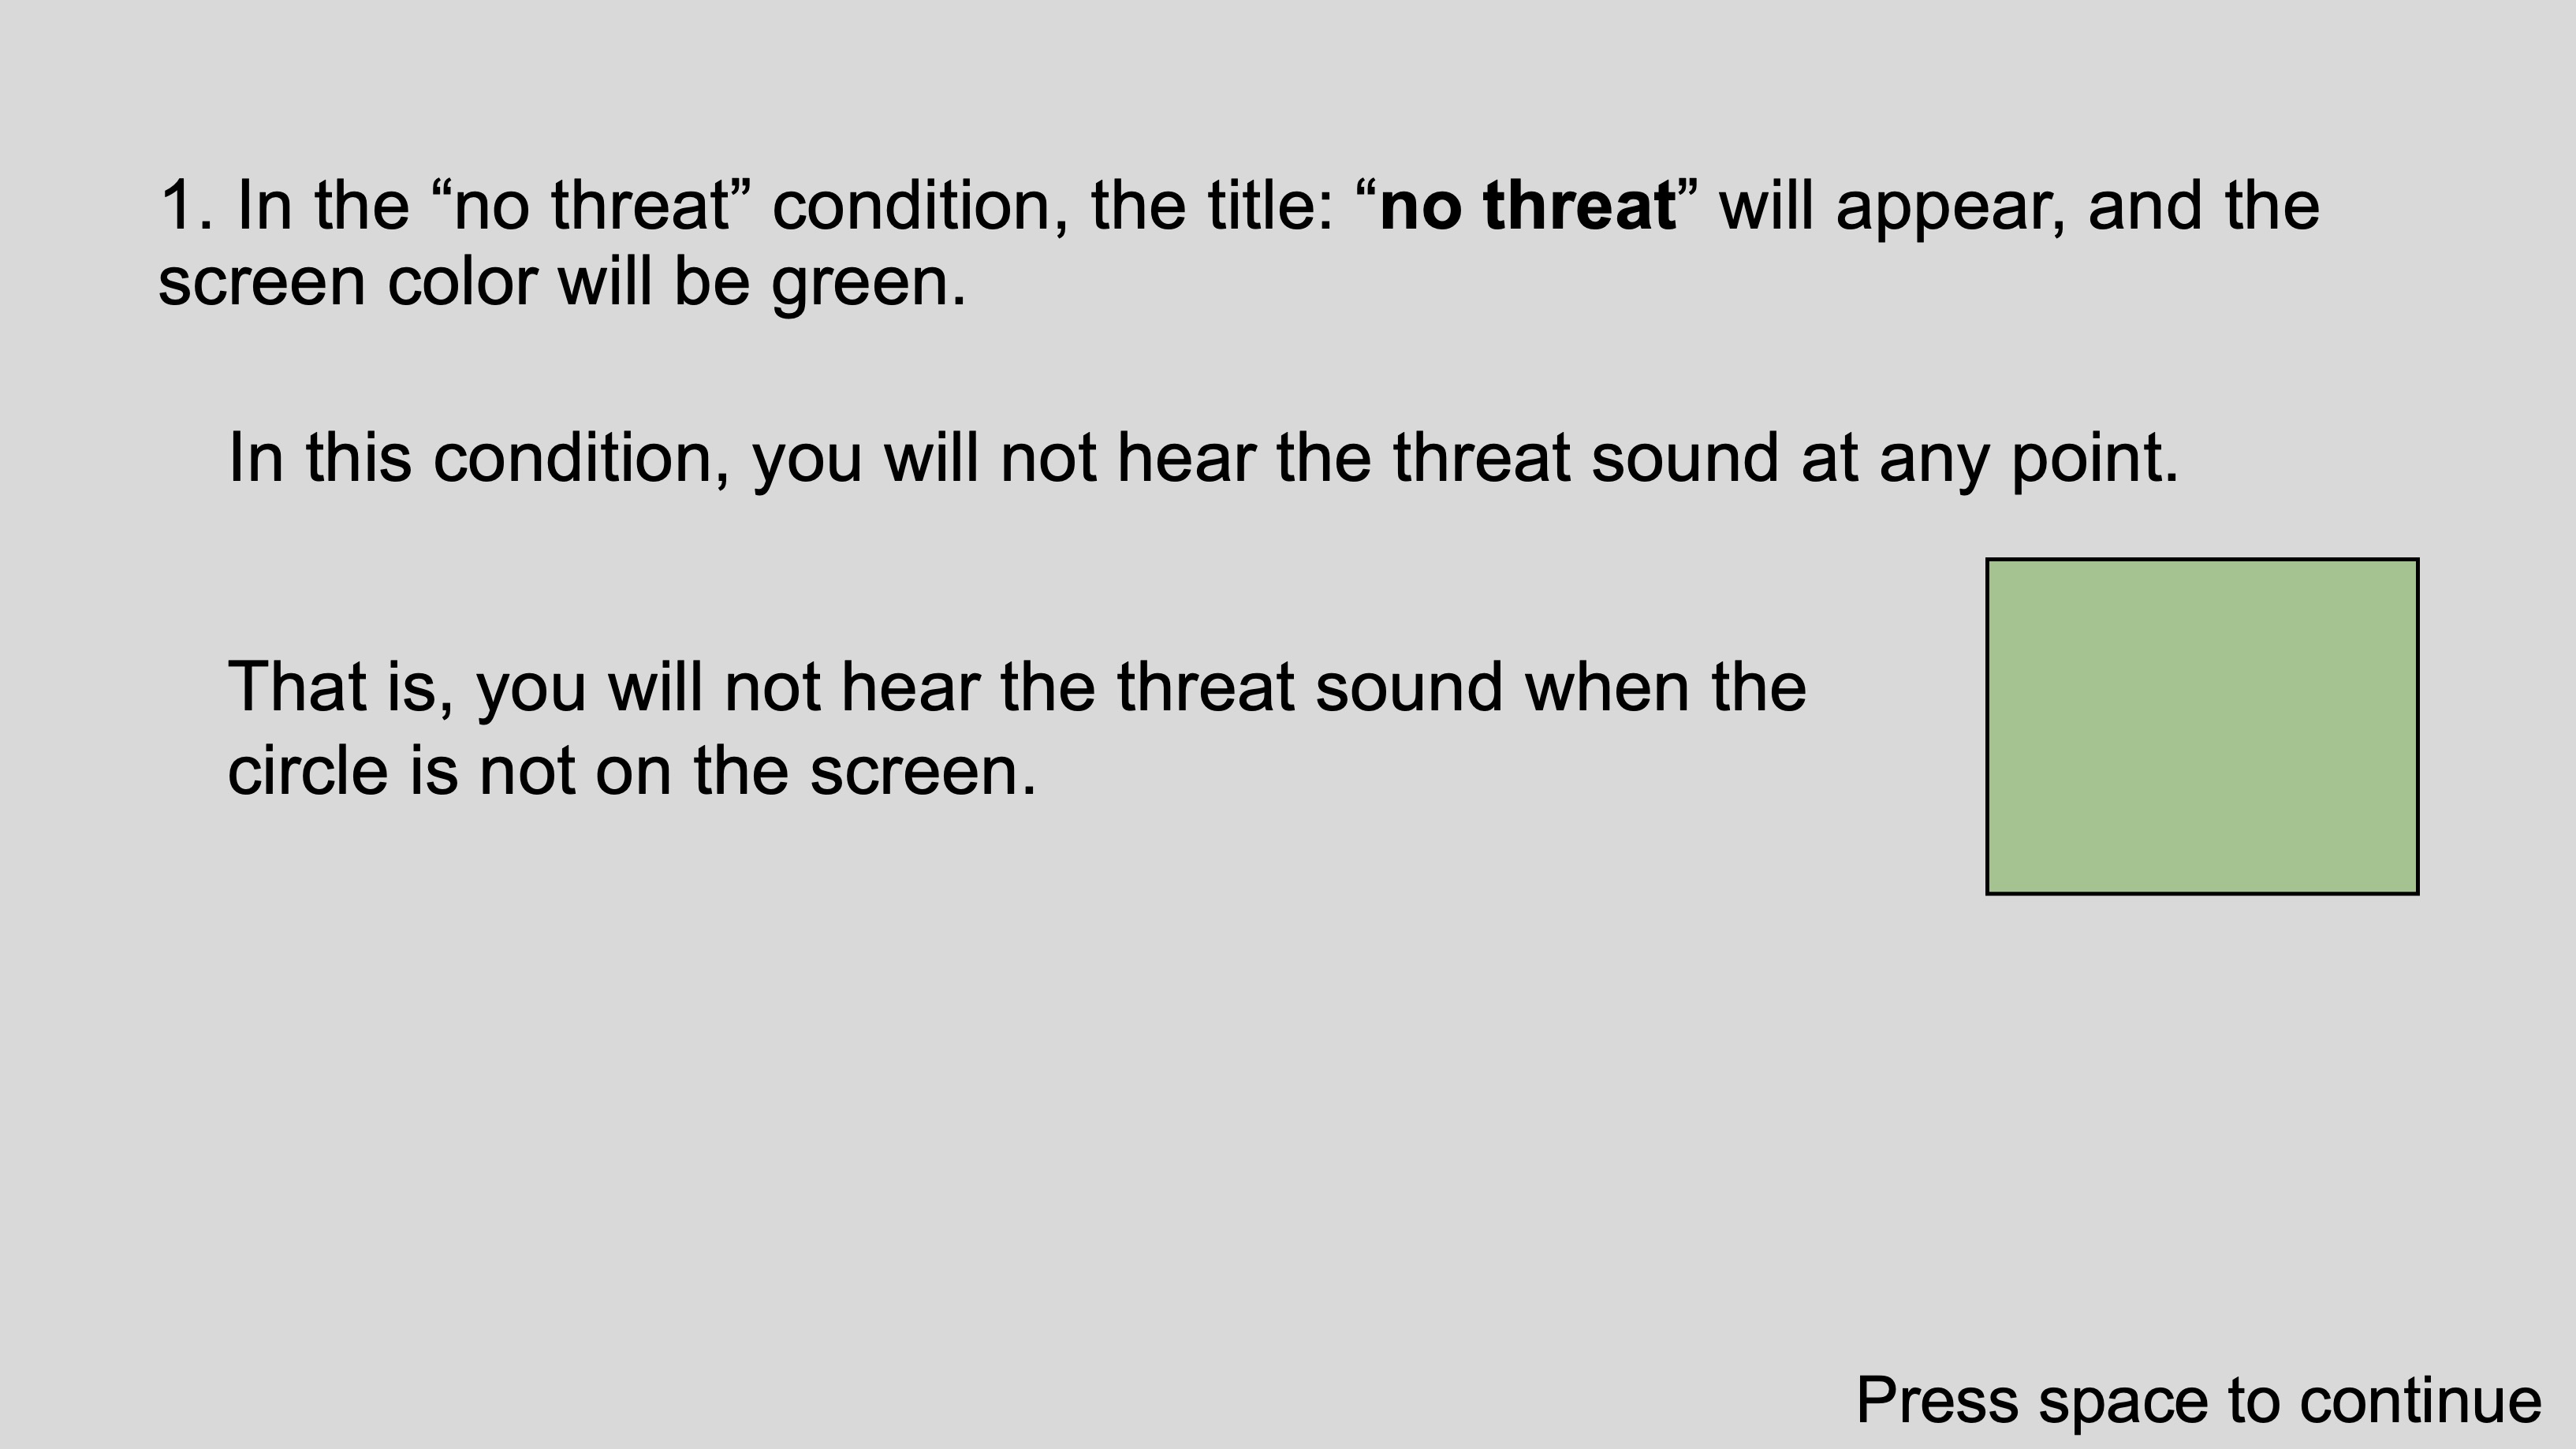 1. In the “no threat” condition, the title: “no threat” will appear, and the
screen color will be green.
In this condition, you will not hear the threat sound at any point.
That is, you will not hear the threat sound when the
circle is not on the screen.
Press space to continue